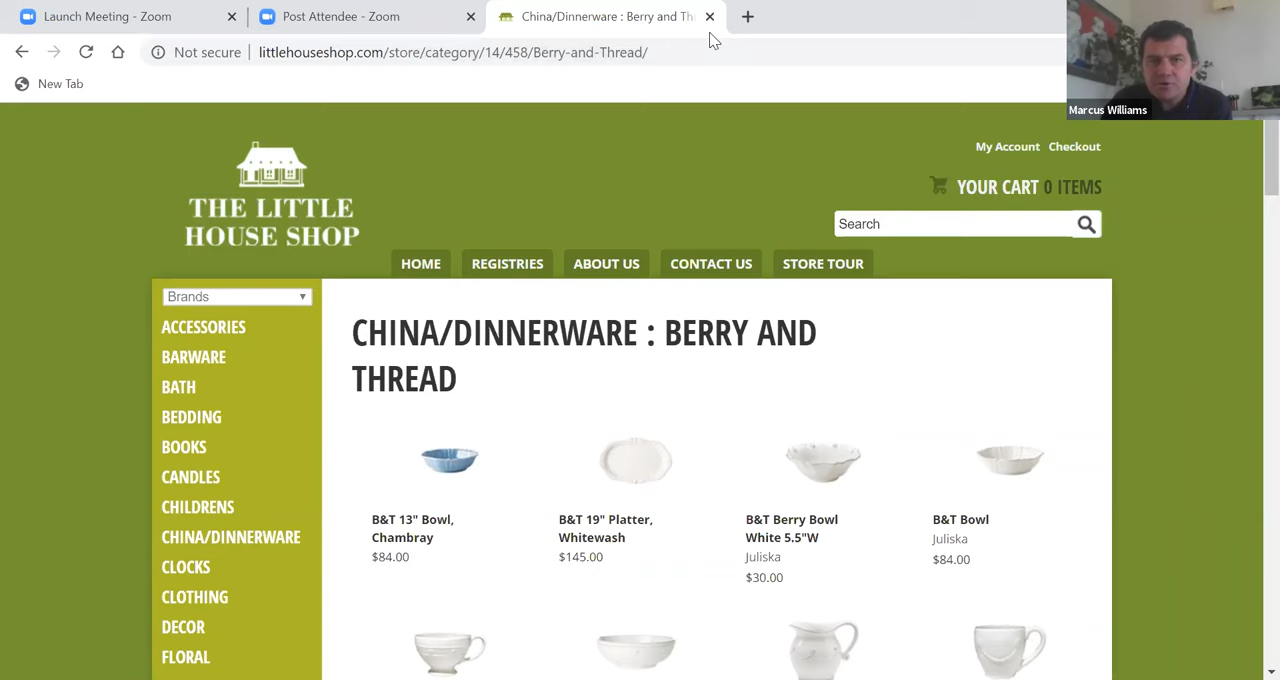 Launch Meeting - Zoom
Post Attendee - Zoom
China/Dinnerware : Berry and Th
Not secure
littlehouseshop.com/store/category/14/458/Berry-and-Thread/
New Tab
Marcus Williams
THE LITTLE
HOUSE SHOP
My Account Checkout
YOUR CART 0 ITEMS
Search
HOME
REGISTRIES
ABOUT US
CONTACT US
STORE TOUR
Brands
ACCESSORIES
BARWARE
BATH
BEDDING
BOOKS
CANDLES
CHILDRENS
CHINA/DINNERWARE
CLOCKS
CLOTHING
DECOR
FLORAL
CHINA/DINNERWARE : BERRY AND
THREAD
B&T 13" Bowl,
Chambray
$84.00
B&T 19" Platter,
Whitewash
$145.00
B&T Berry Bowl
White 5.5"W
Juliska
$30.00
B&T Bowl
Juliska
$84.00